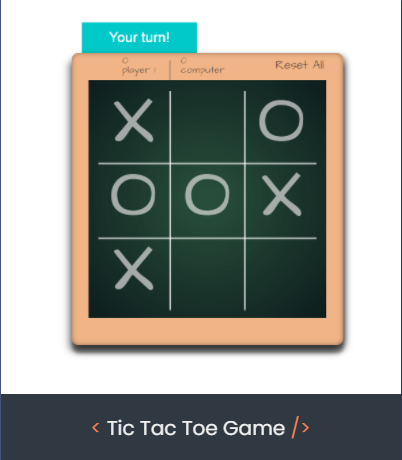 Your turn!
0 0
player 1 computer Reset All
X O
O O X
X
< Tic Tac Toe Game />